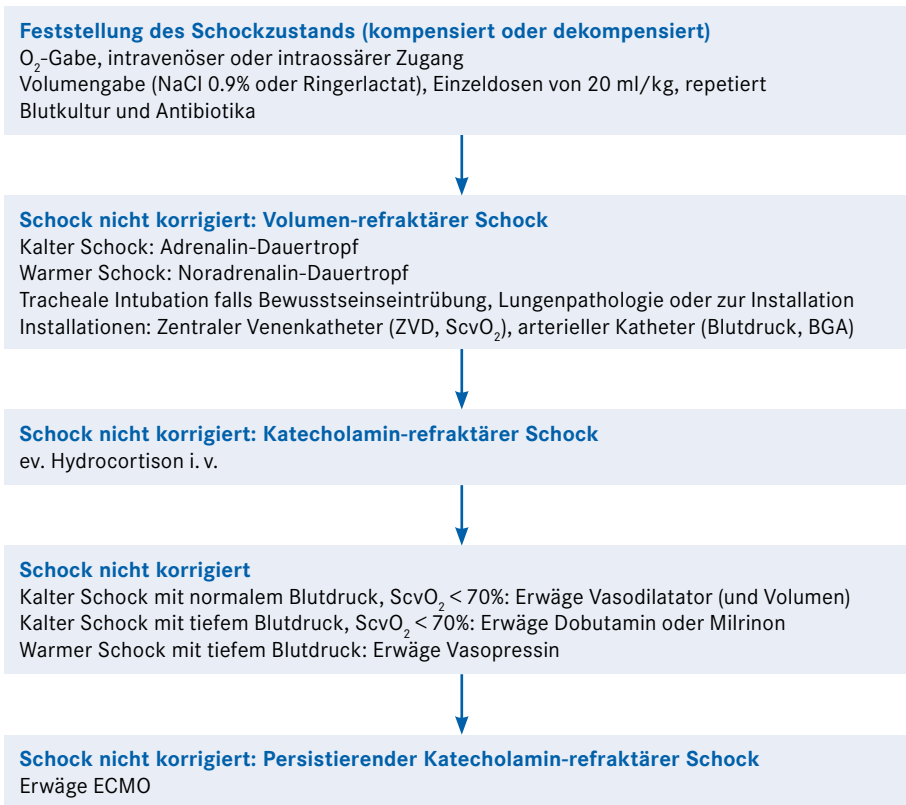 Feststellung des Schockzustands (kompensiert oder dekompensiert)
O₂-Gabe, intravenöser oder intraossärer Zugang
Volumengabe (NaCl 0.9% oder Ringerlactat), Einzeldosen von 20 ml/kg, repetiert
Blutkultur und Antibiotika
Schock nicht korrigiert: Volumen-refraktärer Schock
Kalter Schock: Adrenalin-Dauertropf
Warmer Schock: Noradrenalin-Dauertropf
Tracheale Intubation falls Bewusstseinseintrübung, Lungenpathologie oder zur Installation
Installationen: Zentraler Venenkatheter (ZVD, ScvO₂), arterieller Katheter (Blutdruck, BGA)
Schock nicht korrigiert: Katecholamin-refraktärer Schock
ev. Hydrocortison i. v.
Schock nicht korrigiert
Kalter Schock mit normalem Blutdruck, ScvO₂ < 70%: Erwäge Vasodilatator (und Volumen)
Kalter Schock mit tiefem Blutdruck, ScvO₂ < 70%: Erwäge Dobutamin oder Milrinon
Warmer Schock mit tiefem Blutdruck: Erwäge Vasopressin
Schock nicht korrigiert: Persistierender Katecholamin-refraktärer Schock
Erwäge ECMO